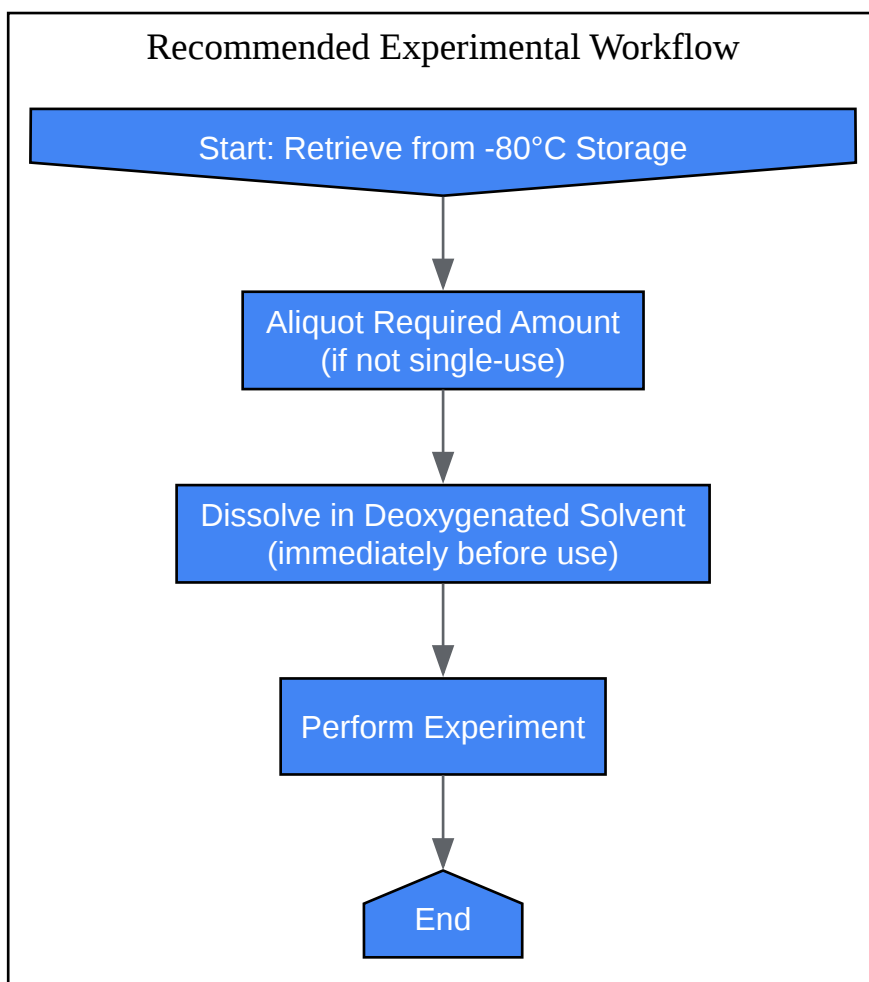 Recommended Experimental Workflow
Start: Retrieve from -80°C Storage
Aliquot Required Amount
(if not single-use)
Dissolve in Deoxygenated Solvent
(immediately before use)
Perform Experiment
End